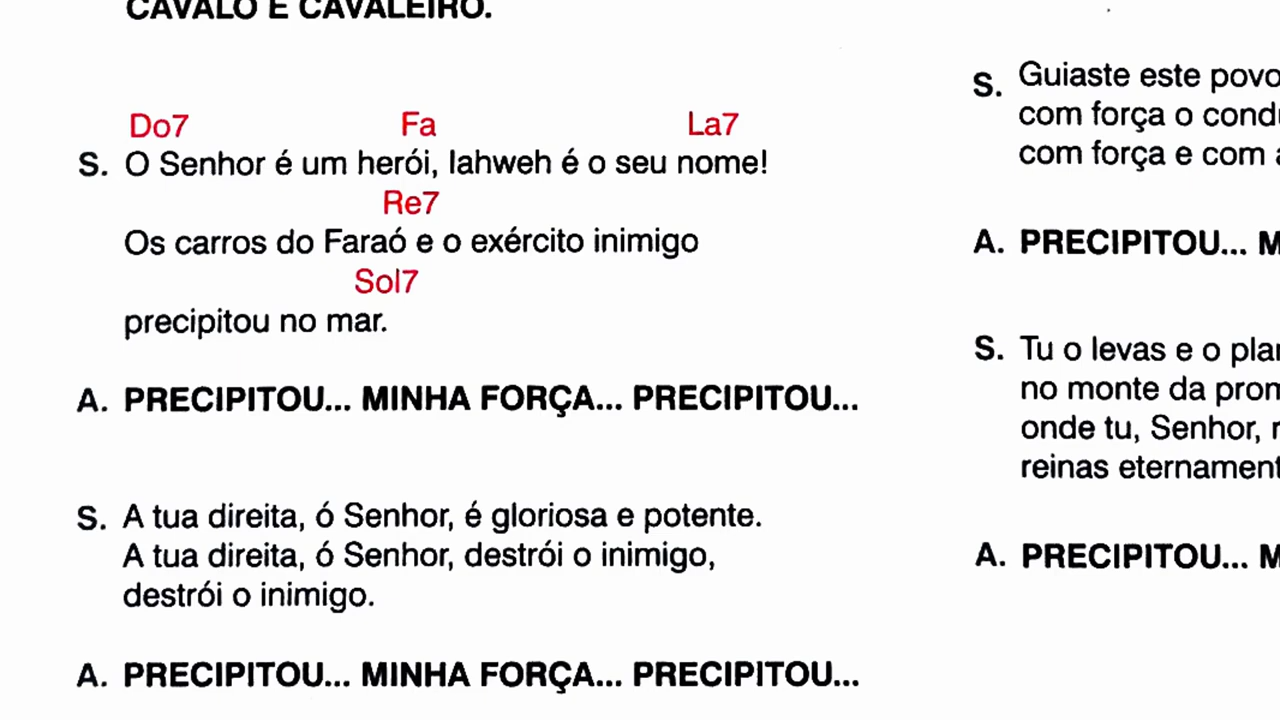 CAVALO E CAVALEIRO.
Do7 Fa La7
S. O Senhor é um herói, Iahweh é o seu nome!
Re7
Os carros do Faraó e o exército inimigo
Sol7
precipitou no mar.
A. PRECIPITOU... MINHA FORÇA... PRECIPITOU...
S. A tua direita, ó Senhor, é gloriosa e potente.
A tua direita, ó Senhor, destrói o inimigo,
destrói o inimigo.
A. PRECIPITOU... MINHA FORÇA... PRECIPITOU...
S. Guiaste este povo
com força o
com força e com
A. PRECIPITOU...
S. Tu o levas e o
no monte da
onde tu, Senhor,
reinas
A. PRECIPITOU...